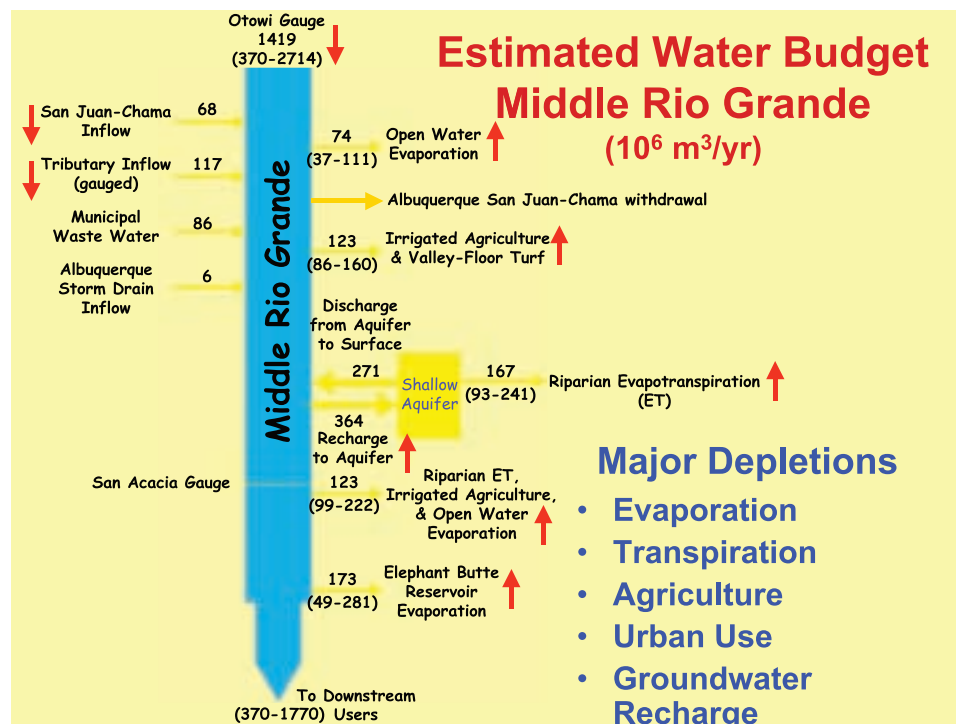 Otowi Gauge
1419
(370-2714)
Estimated Water Budget
Middle Rio Grande
(10⁶ m³/yr)
San Juan-Chama
Inflow
68
Tributary Inflow
(gauged)
117
Municipal
Waste Water
86
Albuquerque
Storm Drain
Inflow
6
Middle Rio Grande
74
(37-111)
Open Water
Evaporation
Albuquerque San Juan-Chama withdrawal
123
(86-160)
Irrigated Agriculture
& Valley-Floor Turf
Discharge
from Aquifer
to Surface
271
Shallow
Aquifer
167
(93-241)
Riparian Evapotranspiration
(ET)
364
Recharge
to Aquifer
San Acacia Gauge
123
(99-222)
Riparian ET,
Irrigated Agriculture,
& Open Water
Evaporation
173
(49-281)
Elephant Butte
Reservoir
Evaporation
To Downstream
(370-1770) Users
Major Depletions
• Evaporation
• Transpiration
• Agriculture
• Urban Use
• Groundwater
Recharge